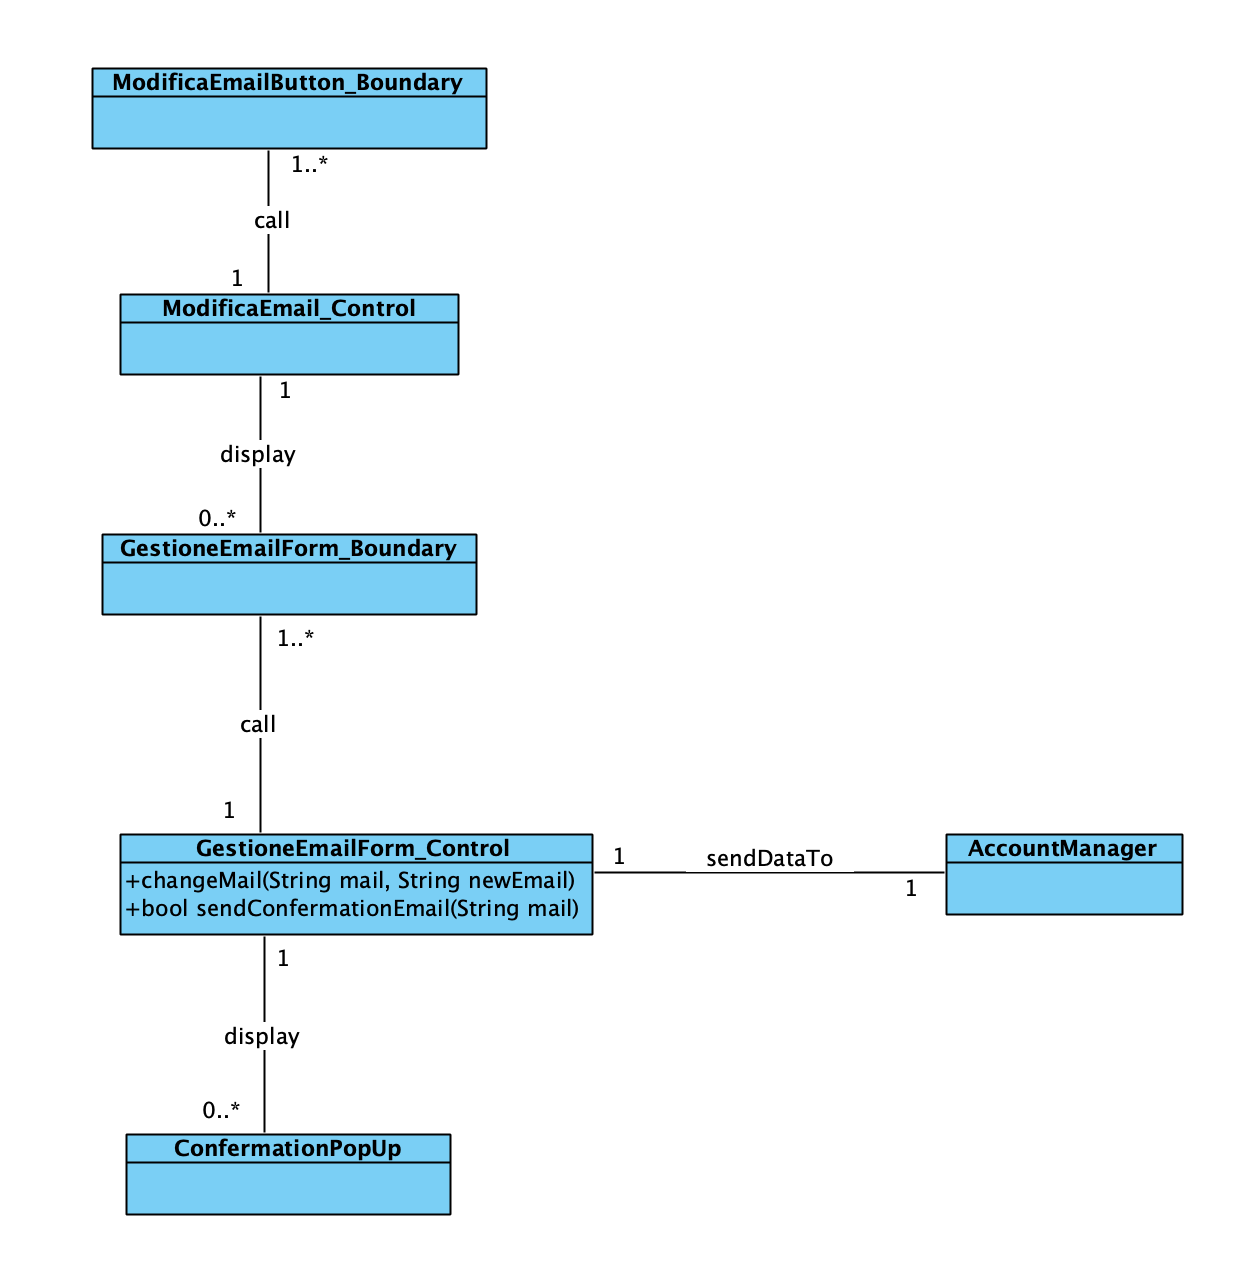 ModificaEmailButton_Boundary
1..*
call
1
ModificaEmail_Control
1
display
0..*
GestioneEmailForm_Boundary
1..*
call
1
GestioneEmailForm_Control
+changeMail(String mail, String newEmail)
+bool sendConfermationEmail(String mail)
1
sendDataTo
1
AccountManager
1
display
0..*
ConfermationPopUp